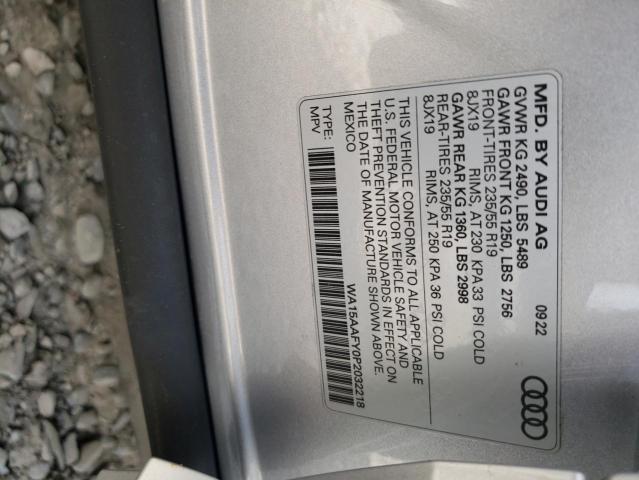 MFD. BY AUDI AG 09.22
GVWR KG 2490, LBS 5489
GAWR FRONT KG 1250, LBS 2756
FRONT-TIRES 235/55 R19
8JX19 RIMS, AT 230 KPA 33 PSI COLD
GAWR REAR KG 1360, LBS 2998
REAR-TIRES 235/55 R19
8JX19 RIMS, AT 250 KPA 36 PSI COLD
THIS VEHICLE CONFORMS TO ALL APPLICABLE
U.S. FEDERAL MOTOR VEHICLE SAFETY AND
THEFT PREVENTION STANDARDS IN EFFECT ON
THE DATE OF MANUFACTURE SHOWN ABOVE.
MEXICO
WA15AAFY0P2032218
TYPE:
MPV